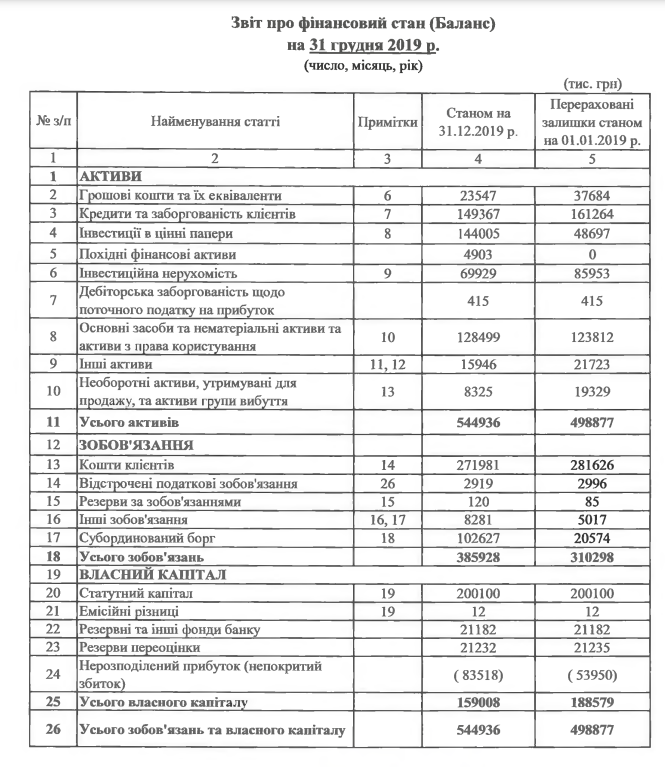 Звіт про фінансовий стан (Баланс)
на 31 грудня 2019 р.
(число, місяць, рік)
(тис. грн)
№ з/п Найменування статті Примітки Станом на 31.12.2019 р. Перераховані залишки станом на 01.01.2019 р.
1 2 3 4 5
1 АКТИВИ
2 Грошові кошти та їх еквіваленти 6 23547 37684
3 Кредити та заборгованість клієнтів 7 149367 161264
4 Інвестиції в цінні папери 8 144005 48697
5 Похідні фінансові активи 4903 0
6 Інвестиційна нерухомість 9 69929 85953
7 Дебіторська заборгованість щодо поточного податку на прибуток 415 415
8 Основні засоби та нематеріальні активи та активи з права користування 10 128499 123812
9 Інші активи 11, 12 15946 21723
10 Необоротні активи, утримувані для продажу, та активи групи вибуття 13 8325 19329
11 Усього активів 544936 498877
12 ЗОБОВ'ЯЗАННЯ
13 Кошти клієнтів 14 271981 281626
14 Відстрочені податкові зобов'язання 26 2919 2996
15 Резерви за зобов'язаннями 15 120 85
16 Інші зобов'язання 16, 17 8281 5017
17 Субординований борг 18 102627 20574
18 Усього зобов'язань 385928 310298
19 ВЛАСНИЙ КАПІТАЛ
20 Статутний капітал 19 200100 200100
21 Емісійні різниці 19 12 12
22 Резервні та інші фонди банку 21182 21182
23 Резерви переоцінки 21232 21235
24 Нерозподілений прибуток (непокритий збиток) ( 83518) ( 53950)
25 Усього власного капіталу 159008 188579
26 Усього зобов'язань та власного капіталу 544936 498877